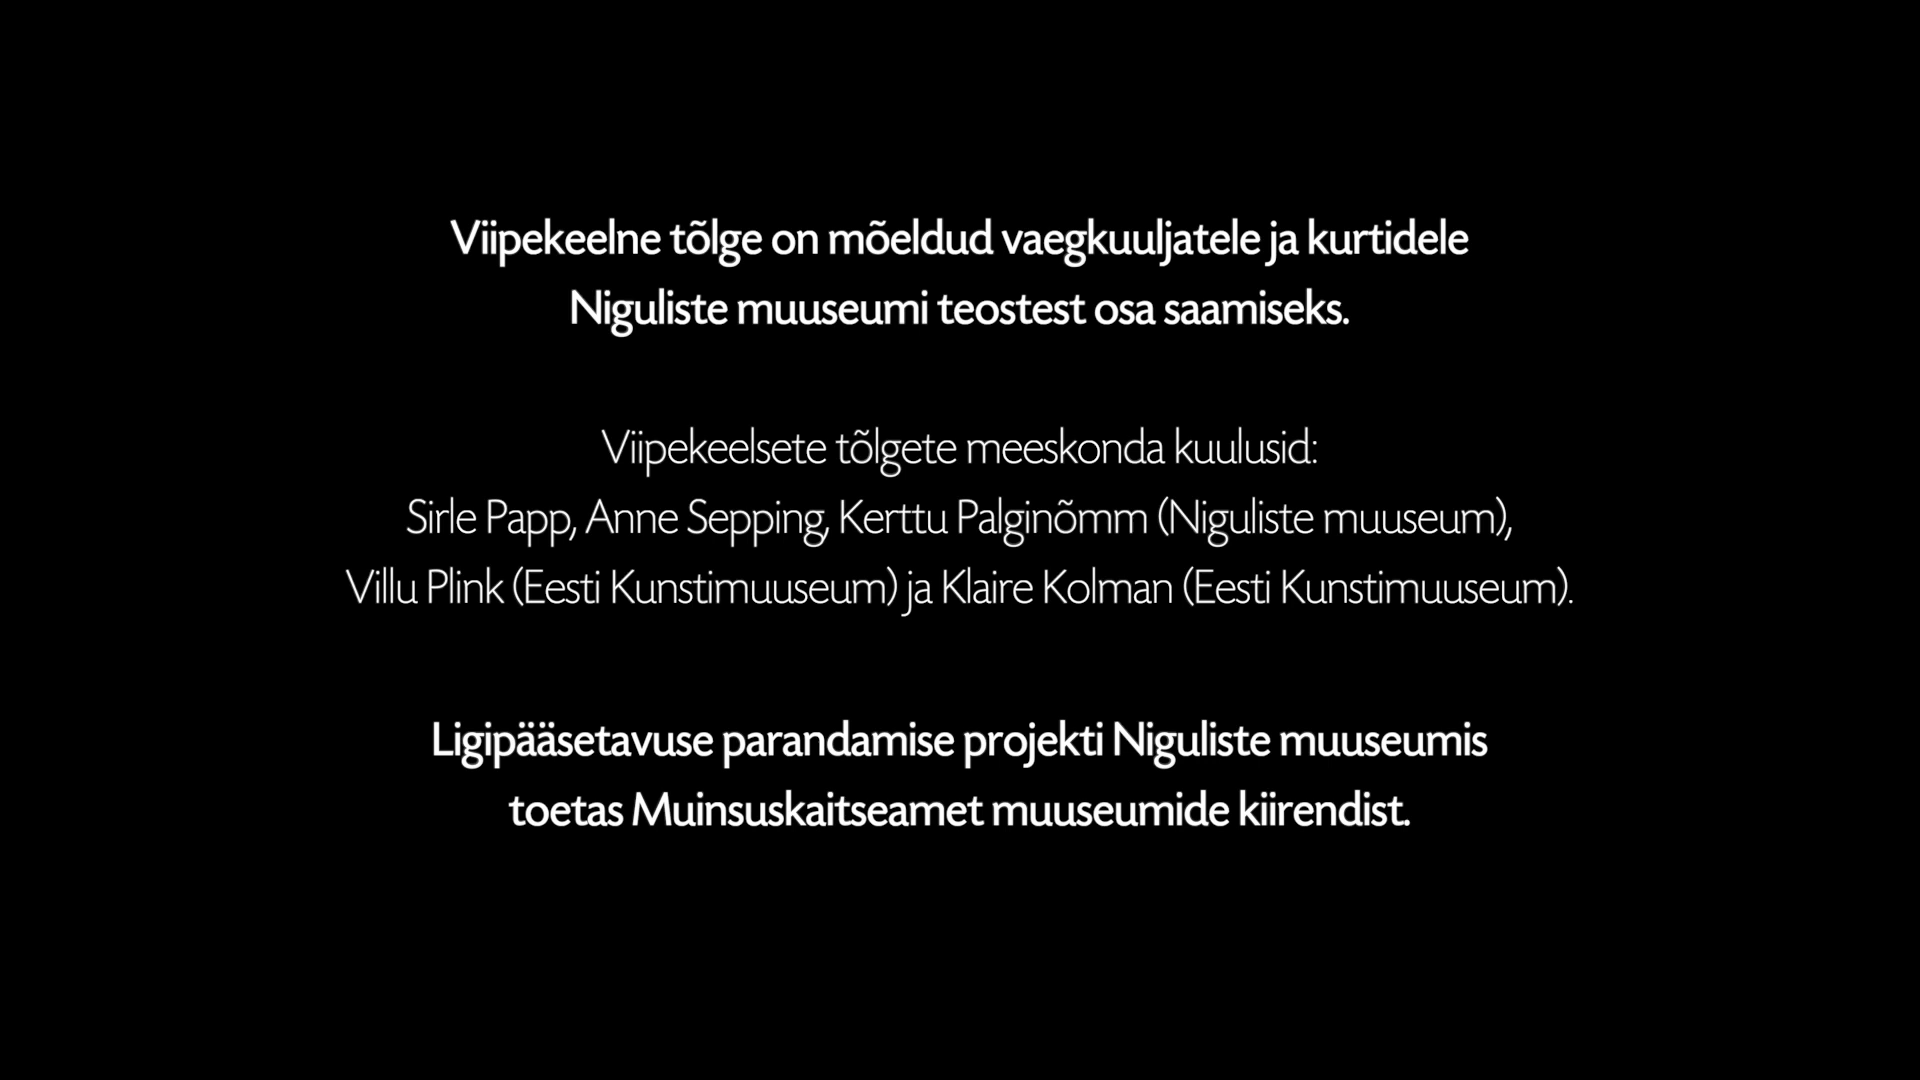 Viipekeelne tõlge on mõeldud vaegkuuljatele ja kurtidele
Niguliste muuseumi teostest osa saamiseks.
Viipekeelsete tõlgete meeskonda kuulusid:
Sirle Papp, Anne Sepping, Kerttu Palginõmm (Niguliste muuseum),
Villu Plink (Eesti Kunstimuuseum) ja Klaire Kolman (Eesti Kunstimuuseum).
Ligipääsetavuse parandamise projekti Niguliste muuseumis
toetas Muinsuskaitseamet muuseumide kiirendist.